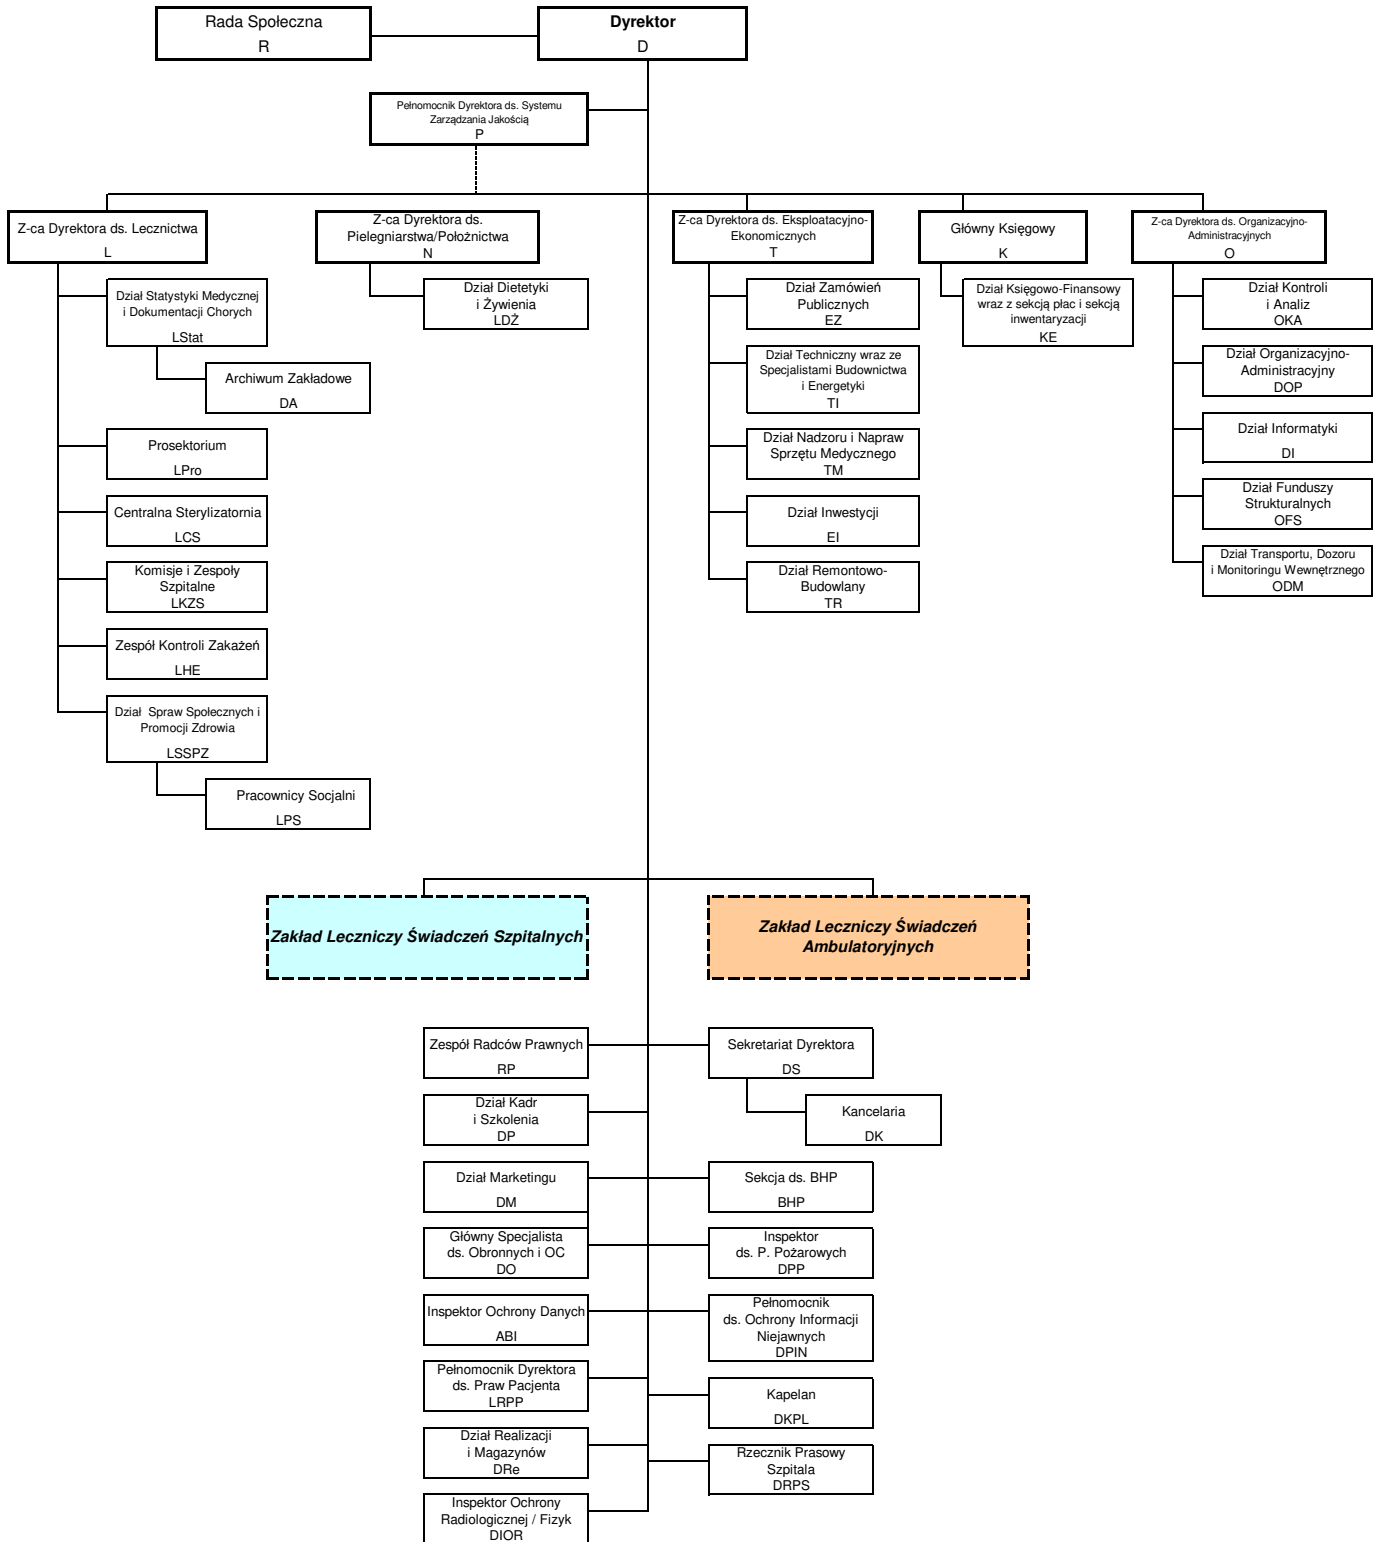 Rada Społeczna
R
Dyrektor
D
Pełnomocnik Dyrektora ds. Systemu
Zarządzania Jakością
P
Z-ca Dyrektora ds. Lecznictwa
L
Z-ca Dyrektora ds.
Pielegniarstwa/Położnictwa
N
Z-ca Dyrektora ds. Eksploatacyjno-
Ekonomicznych
T
Główny Księgowy
K
Z-ca Dyrektora ds. Organizacyjno-
Administracyjnych
O
Dział Statystyki Medycznej
i Dokumentacji Chorych
LStat
Archiwum Zakładowe
DA
Prosektorium
LPro
Centralna Sterylizatornia
LCS
Komisje i Zespoły
Szpitalne
LKZS
Zespół Kontroli Zakażeń
LHE
Dział Spraw Społecznych i
Promocji Zdrowia
LSSPZ
Pracownicy Socjalni
LPS
Dział Dietetyki
i Żywienia
LDŻ
Dział Zamówień
Publicznych
EZ
Dział Techniczny wraz ze
Specjalistami Budownictwa
i Energetyki
TI
Dział Nadzoru i Napraw
Sprzętu Medycznego
TM
Dział Inwestycji
EI
Dział Remontowo-
Budowlany
TR
Dział Księgowo-Finansowy
wraz z sekcją płac i sekcją
inwentaryzacji
KE
Dział Kontroli
i Analiz
OKA
Dział Organizacyjno-
Administracyjny
DOP
Dział Informatyki
DI
Dział Funduszy
Strukturalnych
OFS
Dział Transportu, Dozoru
i Monitoringu Wewnętrznego
ODM
Zakład Leczniczy Świadczeń Szpitalnych
Zakład Leczniczy Świadczeń
Ambulatoryjnych
Zespół Radców Prawnych
RP
Sekretariat Dyrektora
DS
Dział Kadr
i Szkolenia
DP
Kancelaria
DK
Dział Marketingu
DM
Sekcja ds. BHP
BHP
Główny Specjalista
ds. Obronnych i OC
DO
Inspektor
ds. P. Pożarowych
DPP
Inspektor Ochrony Danych
ABI
Pełnomocnik
ds. Ochrony Informacji
Niejawnych
DPIN
Pełnomocnik Dyrektora
ds. Praw Pacjenta
LRPP
Kapelan
DKPL
Dział Realizacji
i Magazynów
DRe
Rzecznik Prasowy
Szpitala
DRPS
Inspektor Ochrony
Radiologicznej / Fizyk
DIOR